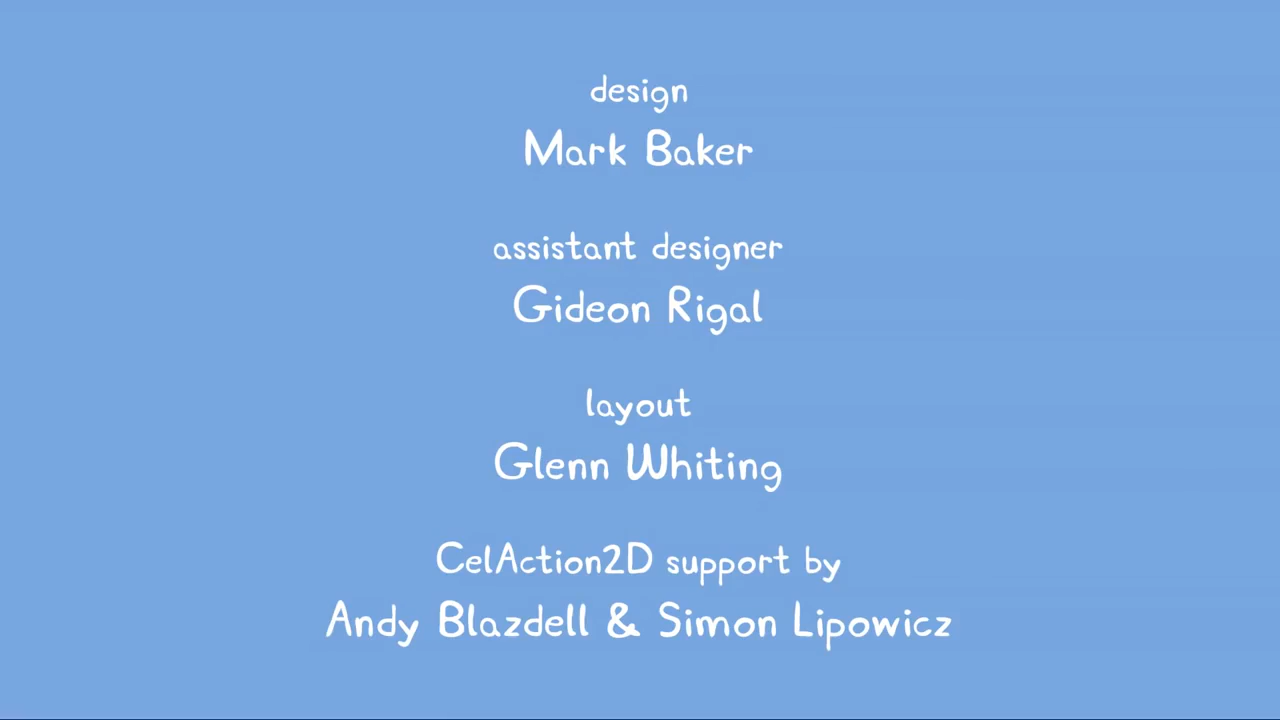 design
Mark Baker
assistant designer
Gideon Rigal
layout
Glenn Whiting
CelAction2D support by
Andy Blazdell & Simon Lipowicz